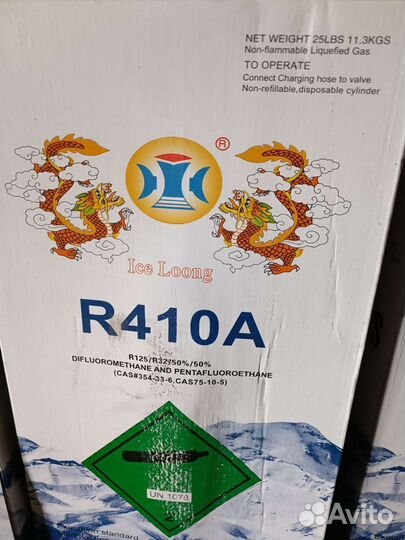 NET WEIGHT 25LBS 11.3KGS
Non-flammable Liquefied Gas
TO OPERATE
Connect Charging hose to valve
Non-refillable,disposable cylinder
®
Ice Loong
R410A
R125/R32/50%/50%
DIFLUOROMETHANE AND PENTAFLUOROETHANE
(CAS#354-33-6,CAS75-10-5)
UN 1078
2
standard
Avito